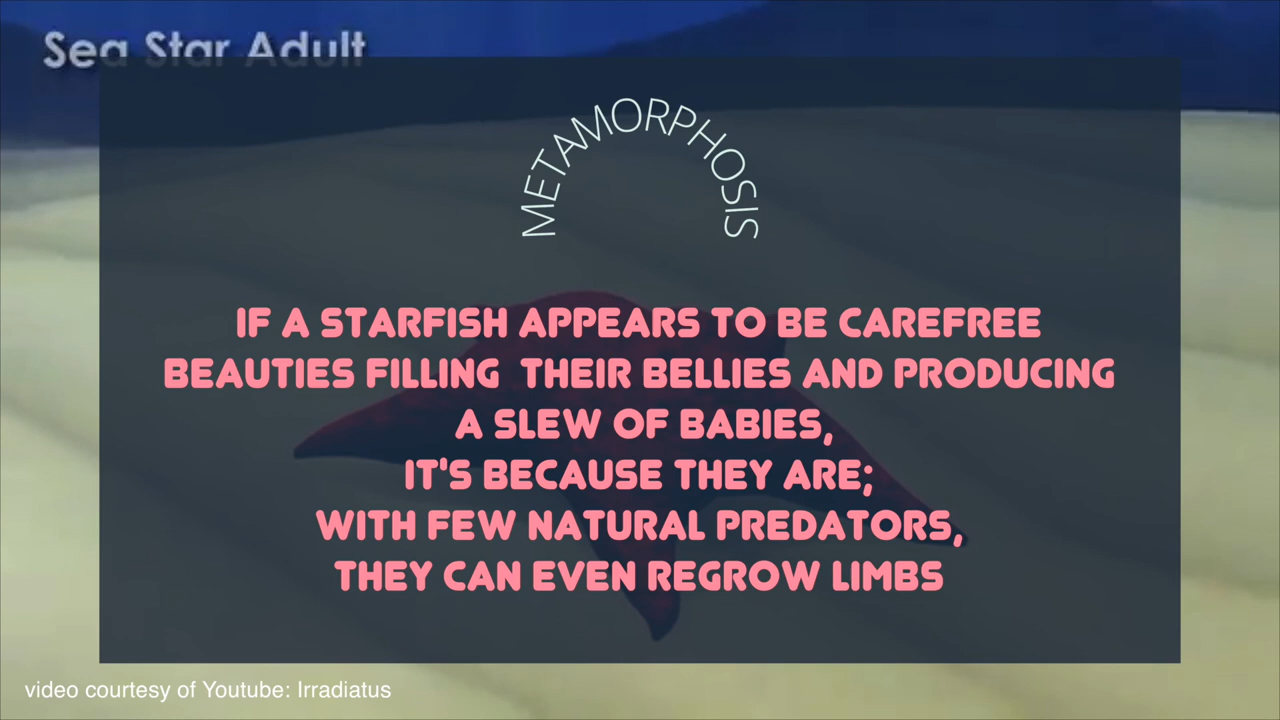 Sea Star Adult
METAMORPHOSIS
IF A STARFISH APPEARS TO BE CAREFREE
BEAUTIES FILLING THEIR BELLIES AND PRODUCING
A SLEW OF BABIES,
IT'S BECAUSE THEY ARE;
WITH FEW NATURAL PREDATORS,
THEY CAN EVEN REGROW LIMBS
video courtesy of Youtube: Irradiatus